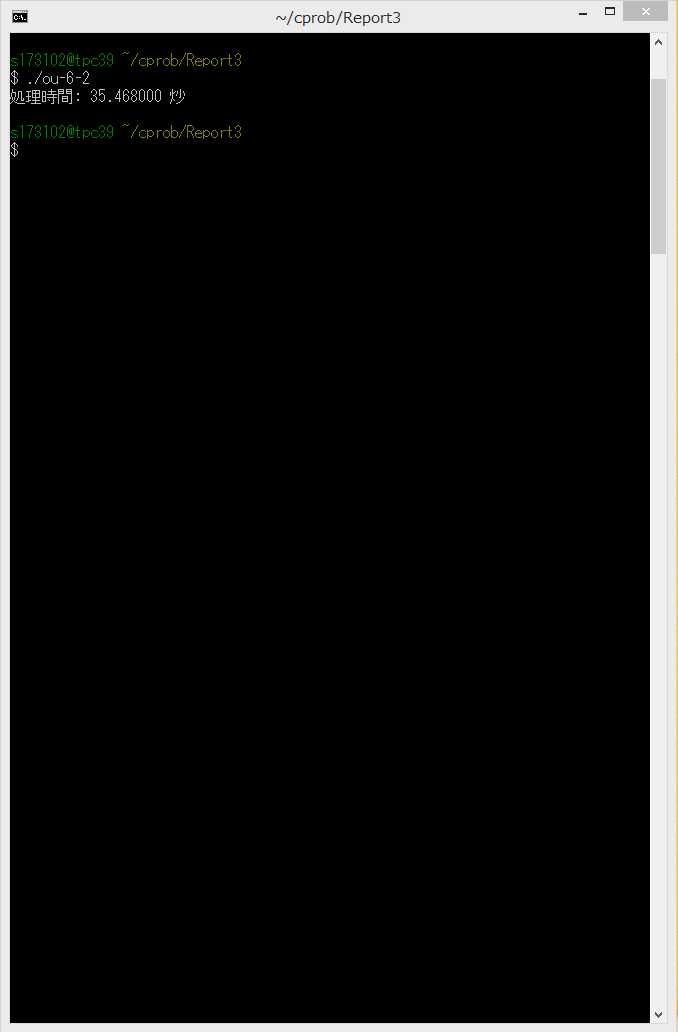 ~/cprob/Report3
s173102@tpc39 ~/cprob/Report3
$ ./ou-6-2
処理時間: 35.468000 炒
s173102@tpc39 ~/cprob/Report3
$